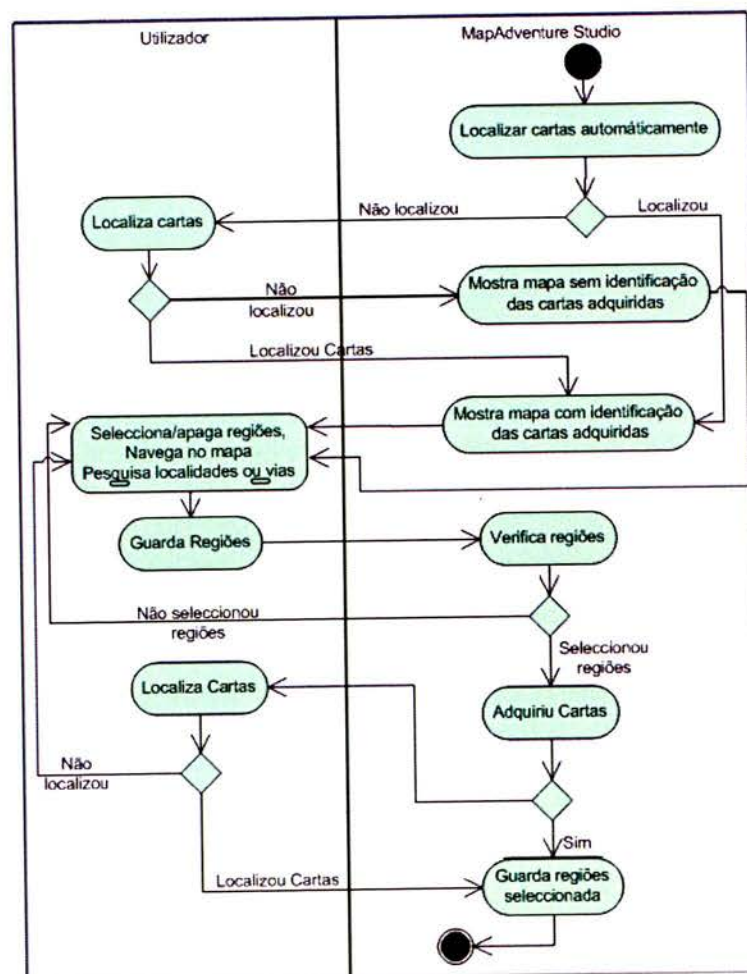 Utilizador
MapAdventure Studio
Localizar cartas automáticamente
Não localizou
Localizou
Localiza cartas
Não
localizou
Mostra mapa sem identificação
das cartas adquiridas
Localizou Cartas
Mostra mapa com identificação
das cartas adquiridas
Selecciona/apaga regiões,
Navega no mapa
Pesquisa localidades ou vias
Guarda Regiões
Verifica regiões
Não seleccionou
regiões
Seleccionou
regiões
Localiza Cartas
Adquiriu Cartas
Não
localizou
Sim
Localizou Cartas
Guarda regiões
seleccionada